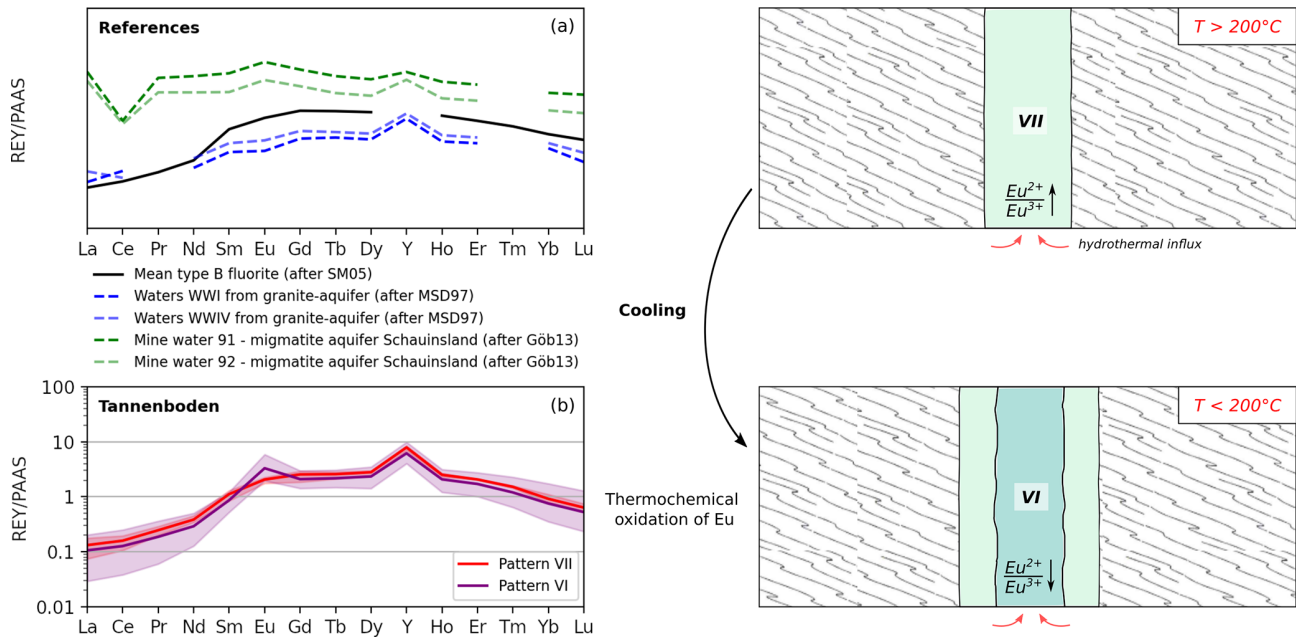 References
(a)
REY/PAAS
La Ce Pr Nd Sm Eu Gd Tb Dy Y Ho Er Tm Yb Lu
Mean type B fluorite (after SM05)
Waters WWI from granite-aquifer (after MSD97)
Waters WWIV from granite-aquifer (after MSD97)
Mine water 91 - migmatite aquifer Schauinsland (after Göb13)
Mine water 92 - migmatite aquifer Schauinsland (after Göb13)
Tannenboden
(b)
REY/PAAS
100
10
1
0.1
0.01
Pattern VII
Pattern VI
La Ce Pr Nd Sm Eu Gd Tb Dy Y Ho Er Tm Yb Lu
T > 200°C
VII
Eu2+
Eu3+
hydrothermal influx
Cooling
Thermochemical
oxidation of Eu
T < 200°C
VI
Eu2+
Eu3+